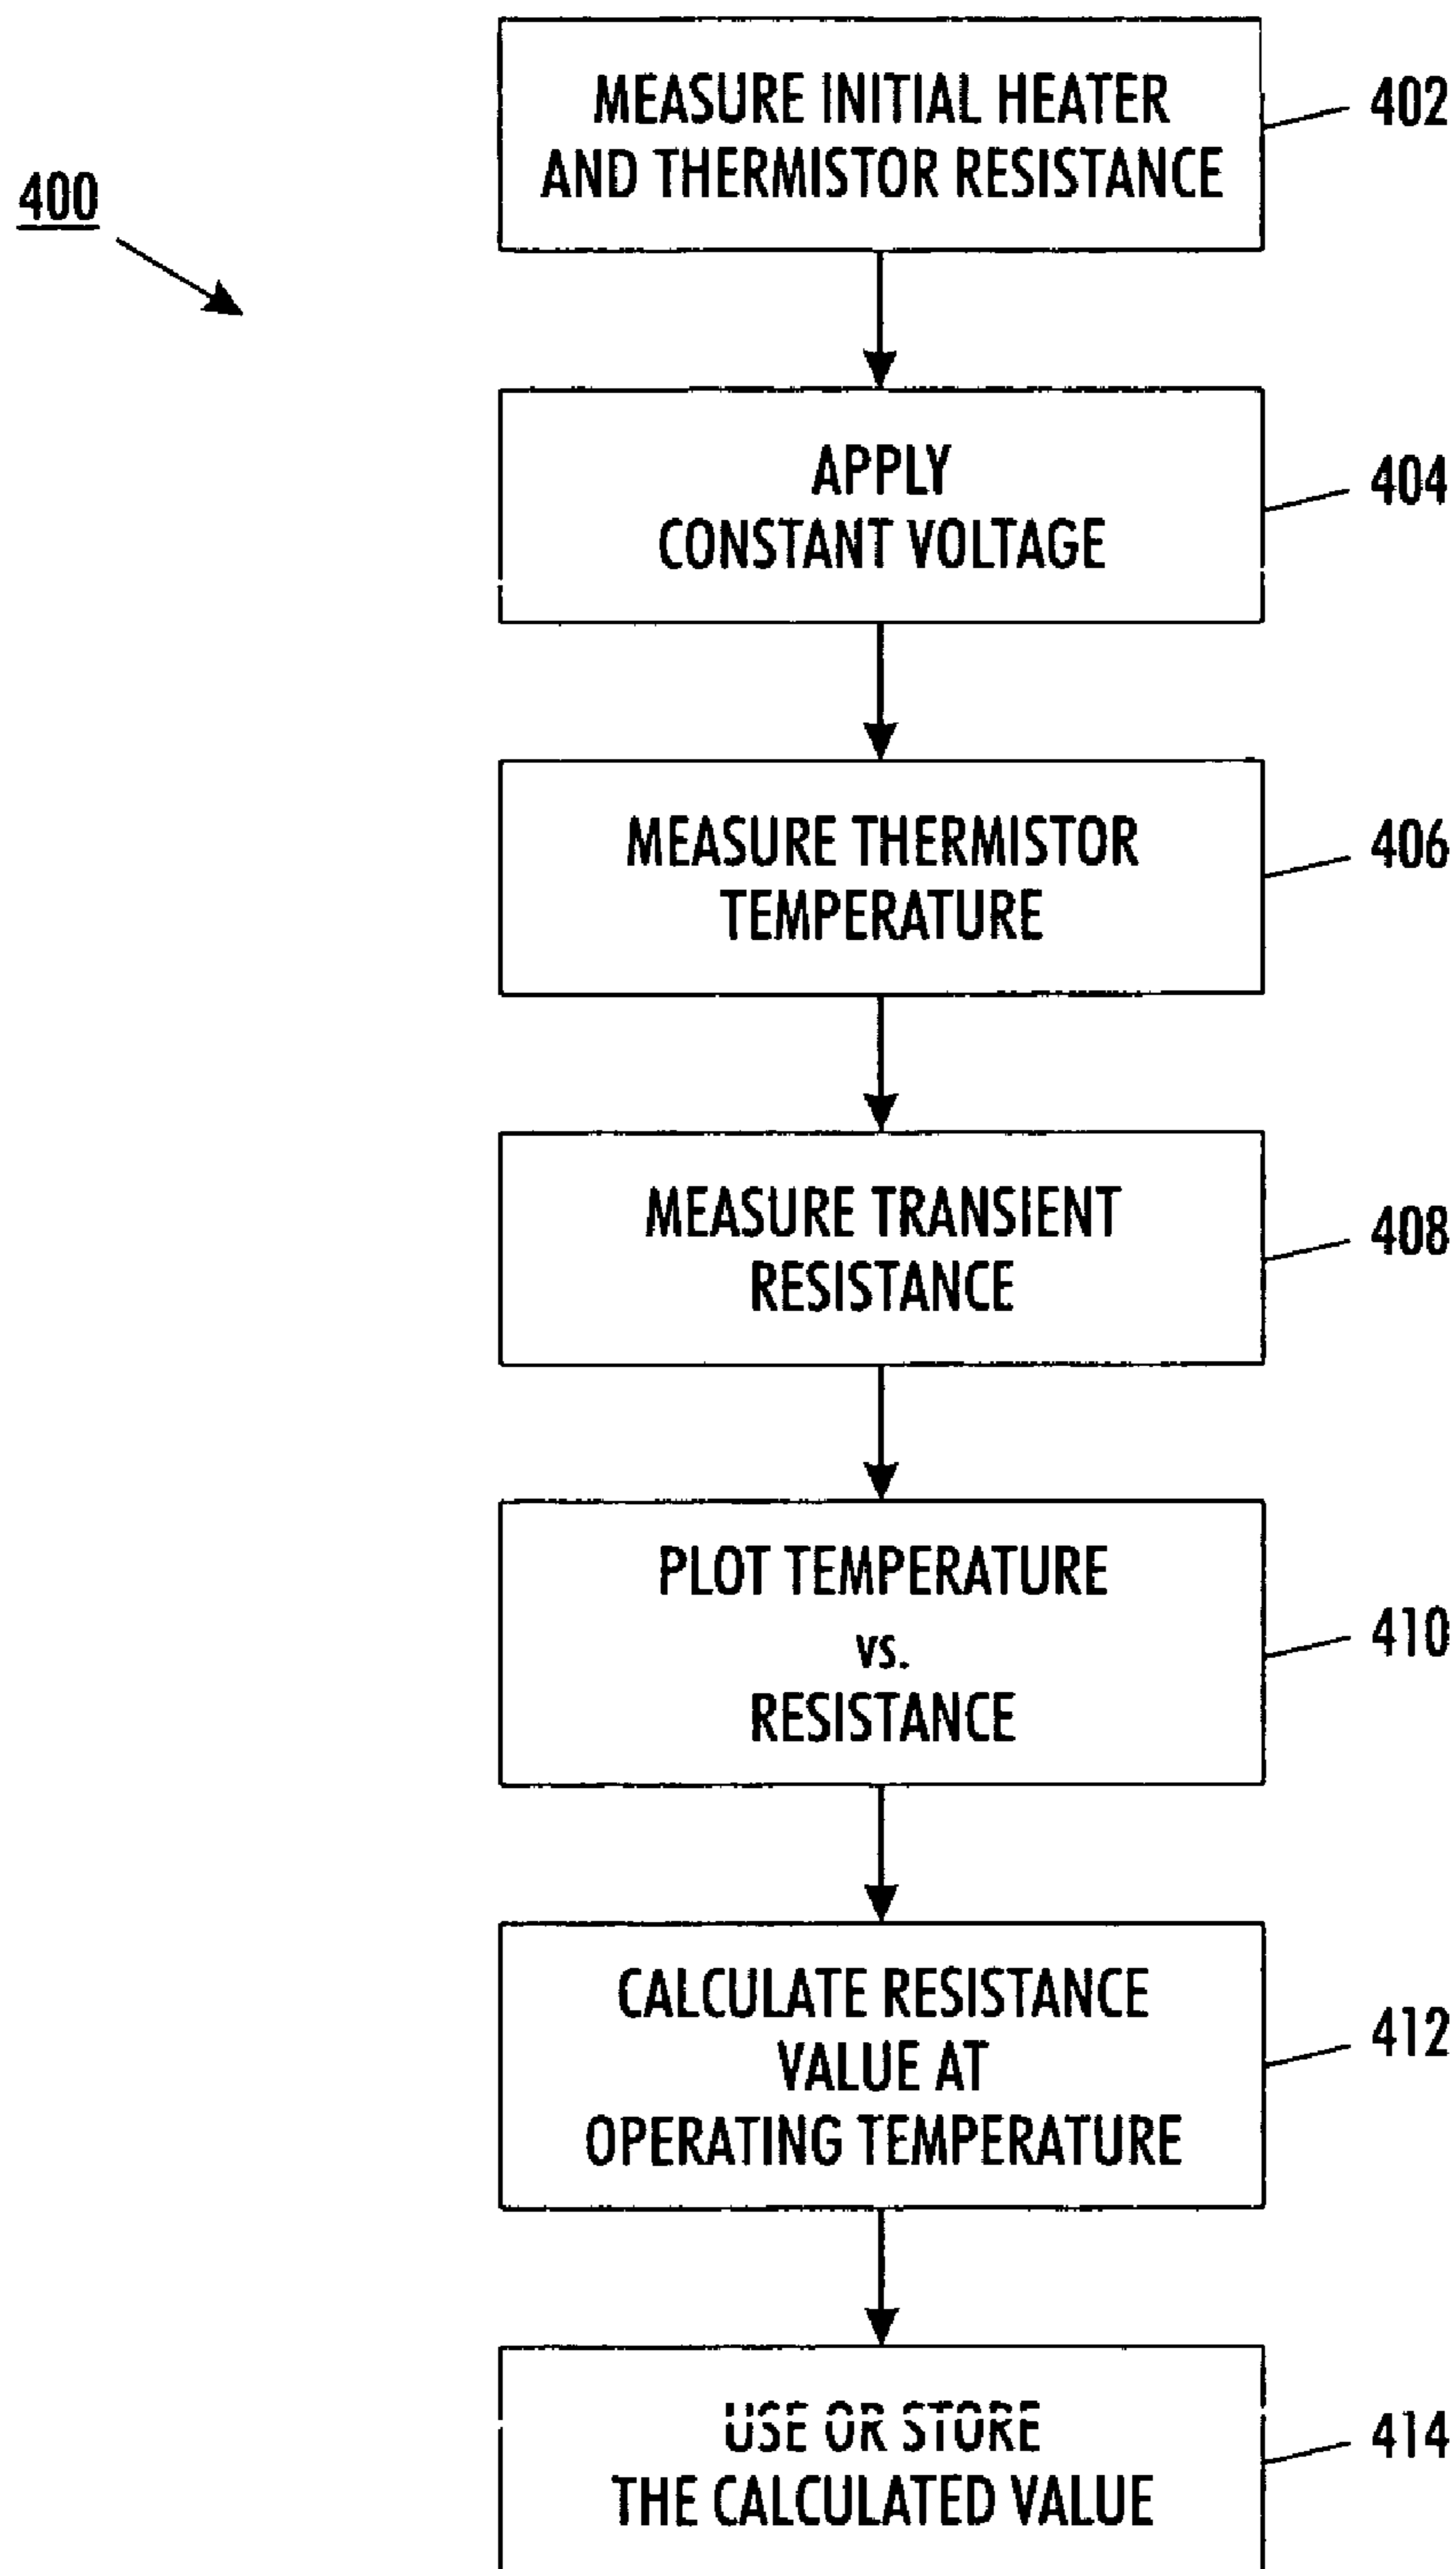 400
MEASURE INITIAL HEATER
AND THERMISTOR RESISTANCE
402
APPLY
CONSTANT VOLTAGE
404
MEASURE THERMISTOR
TEMPERATURE
406
MEASURE TRANSIENT
RESISTANCE
408
PLOT TEMPERATURE
vs.
RESISTANCE
410
CALCULATE RESISTANCE
VALUE AT
OPERATING TEMPERATURE
412
USE OR STORE
THE CALCULATED VALUE
414